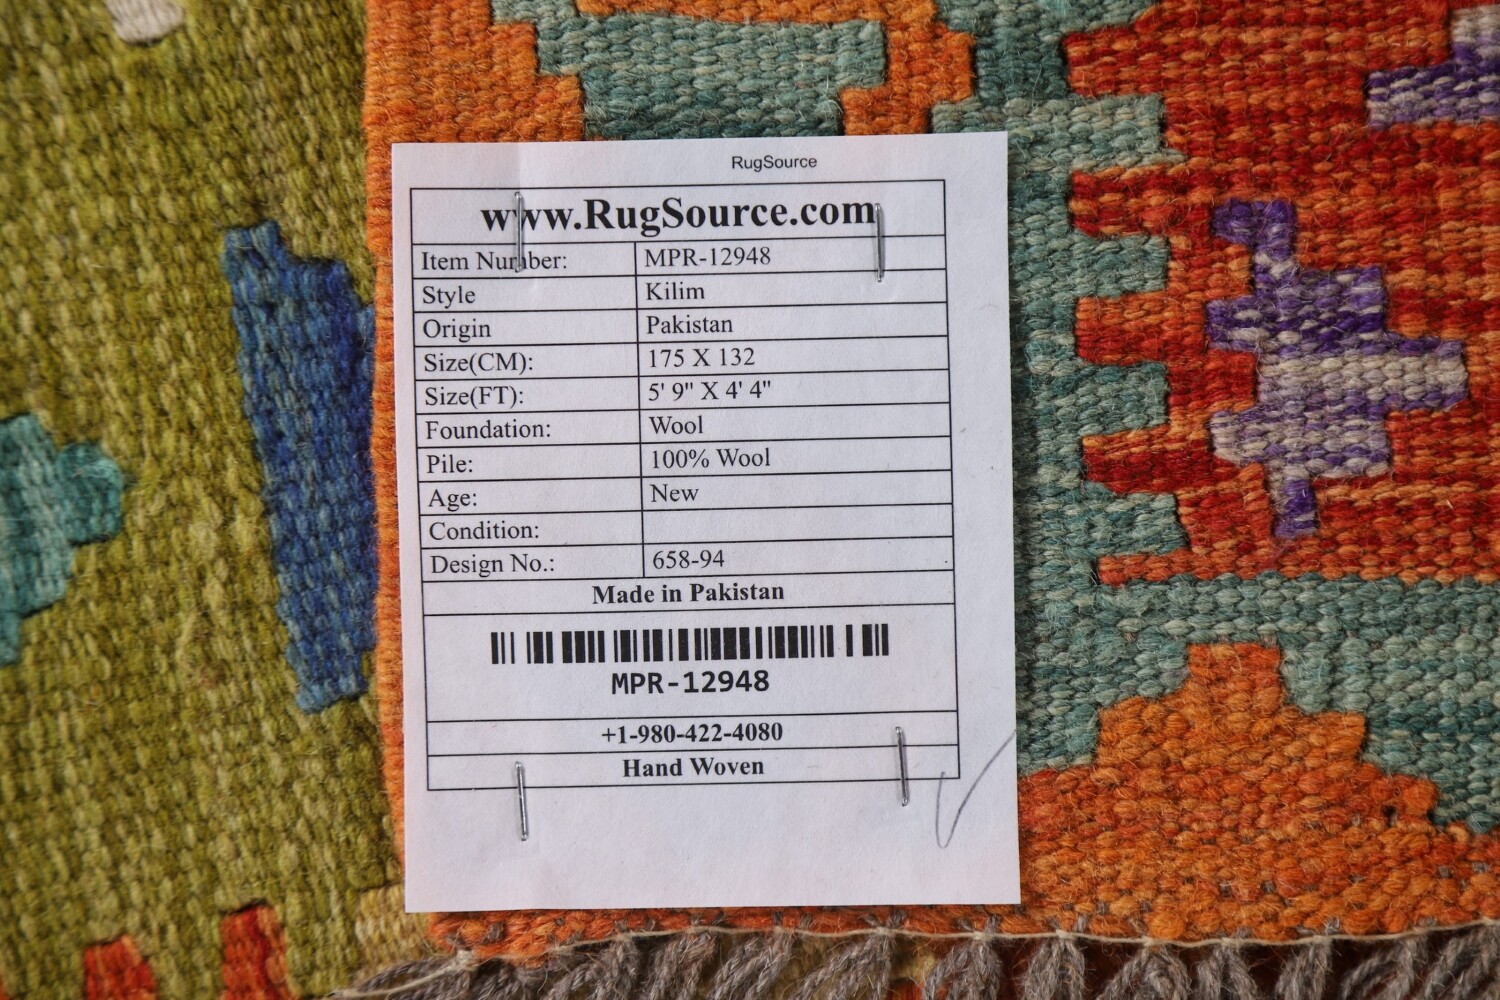 RugSource
www.RugSource.com
Item Number: MPR-12948
Style Kilim
Origin Pakistan
Size(CM): 175 X 132
Size(FT): 5' 9" X 4' 4"
Foundation: Wool
Pile: 100% Wool
Age: New
Condition:
Design No.: 658-94
Made in Pakistan
MPR-12948
+1-980-422-4080
Hand Woven